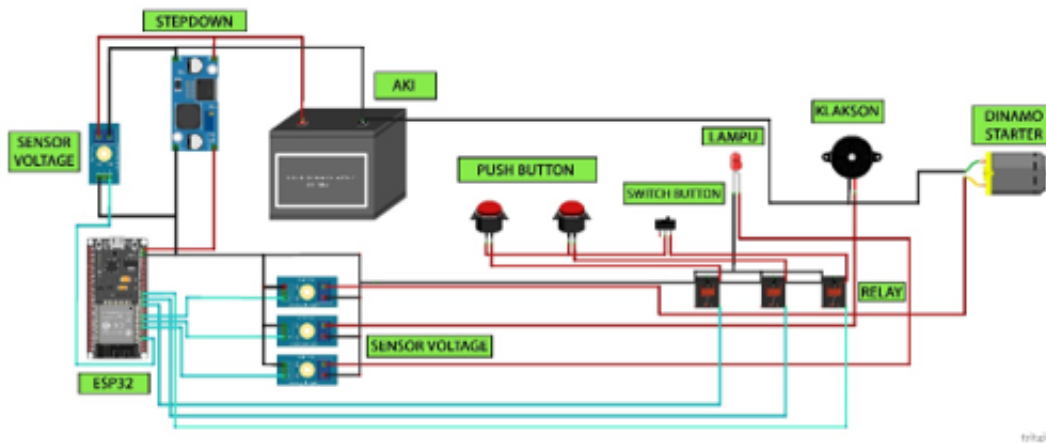 STEPDOWN
AKI
KLAKSON
DINAMO
STARTER
LAMPU
SENSOR
VOLTAGE
PUSH BUTTON
SWITCH BUTTON
RELAY
SENSOR VOLTAGE
ESP32